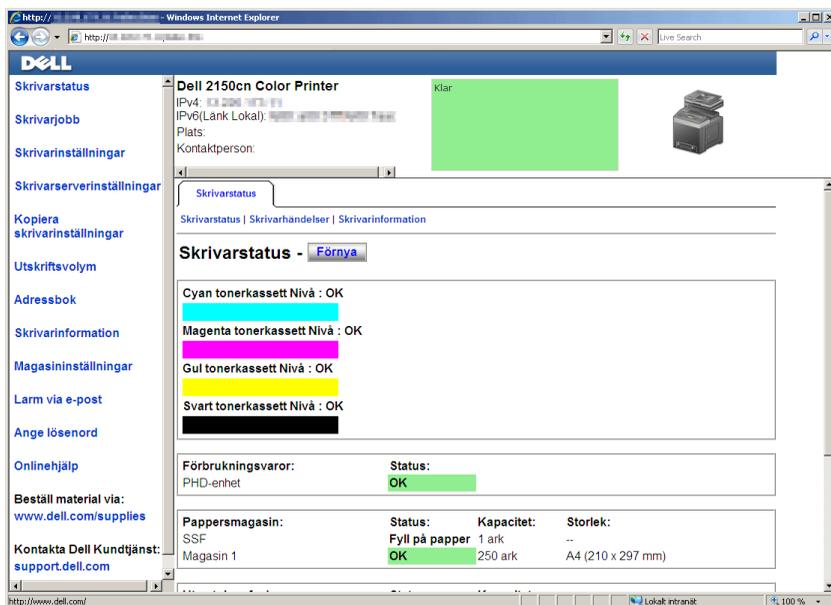 http:// - Windows Internet Explorer
http://
Live Search
DELL
Skrivarstatus
Skrivarjobb
Skrivarinställningar
Skrivarserverinställningar
Kopiera
skrivarinställningar
Utskriftsvolym
Adressbok
Skrivarinformation
Magasininställningar
Larm via e-post
Ange lösenord
Onlinehjälp
Beställ material via:
www.dell.com/supplies
Kontakta Dell Kundtjänst:
support.dell.com
Dell 2150cn Color Printer
IPv4:
IPv6(Lank Lokal):
Plats:
Kontaktperson:
Klar
Skrivarstatus
Skrivarstatus | Skrivarhandelser | Skrivarinformation
Skrivarstatus - Förnya
Cyan tonerkassett Nivå : OK
Magenta tonerkassett Nivå : OK
Gul tonerkassett Nivå : OK
Svart tonerkassett Nivå : OK
Förbrukningsvaror: Status:
PHD-enhet OK
Pappersmagasin: Status: Kapacitet: Storlek:
SSF Fyll på papper 1 ark --
Magasin 1 OK 250 ark A4 (210 x 297 mm)
http://www.dell.com/ Lokalt intranät 100 %